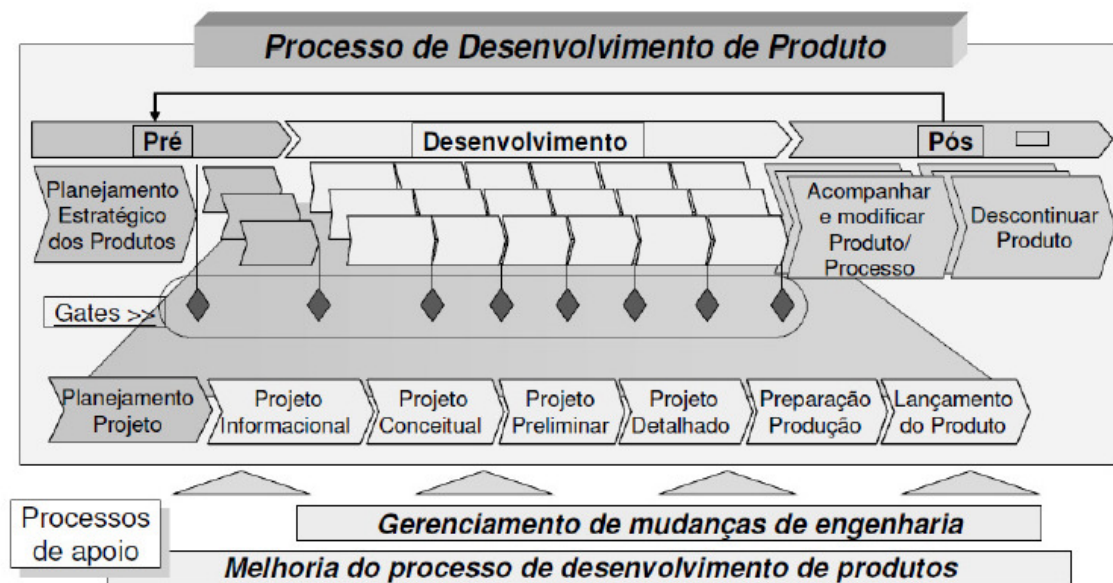 Processo de Desenvolvimento de Produto
Pré
Desenvolvimento
Pós
Planejamento
Estratégico
dos Produtos
Acompanhar
e modificar
Produto/
Processo
Descontinuar
Produto
Gates >>
Planejamento
Projeto
Projeto
Informacional
Projeto
Conceitual
Projeto
Preliminar
Projeto
Detalhado
Preparação
Produção
Lançamento
do Produto
Processos
de apoio
Gerenciamento de mudanças de engenharia
Melhoria do processo de desenvolvimento de produtos